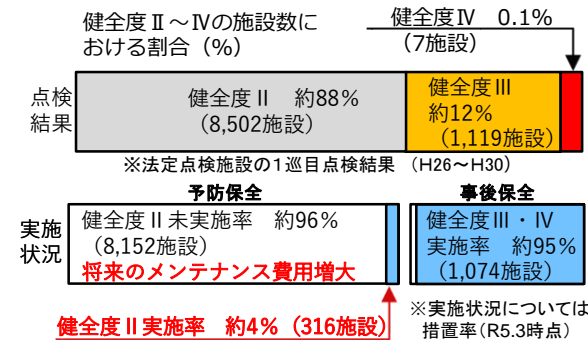 健全度Ⅱ～Ⅳの施設数に
おける割合（%）
健全度Ⅳ 0.1%
（7施設）
点検
結果
健全度Ⅱ 約88%
（8,502施設）
健全度Ⅲ
約12%
（1,119施設）
※法定点検施設の1巡目点検結果 （H26～H30）
予防保全
事後保全
実施
状況
健全度Ⅱ未実施率 約96%
（8,152施設）
将来のメンテナンス費用増大
健全度Ⅲ・Ⅳ
実施率 約95%
（1,074施設）
健全度Ⅱ実施率 約4%（316施設）
※実施状況については
措置率（R5.3時点）